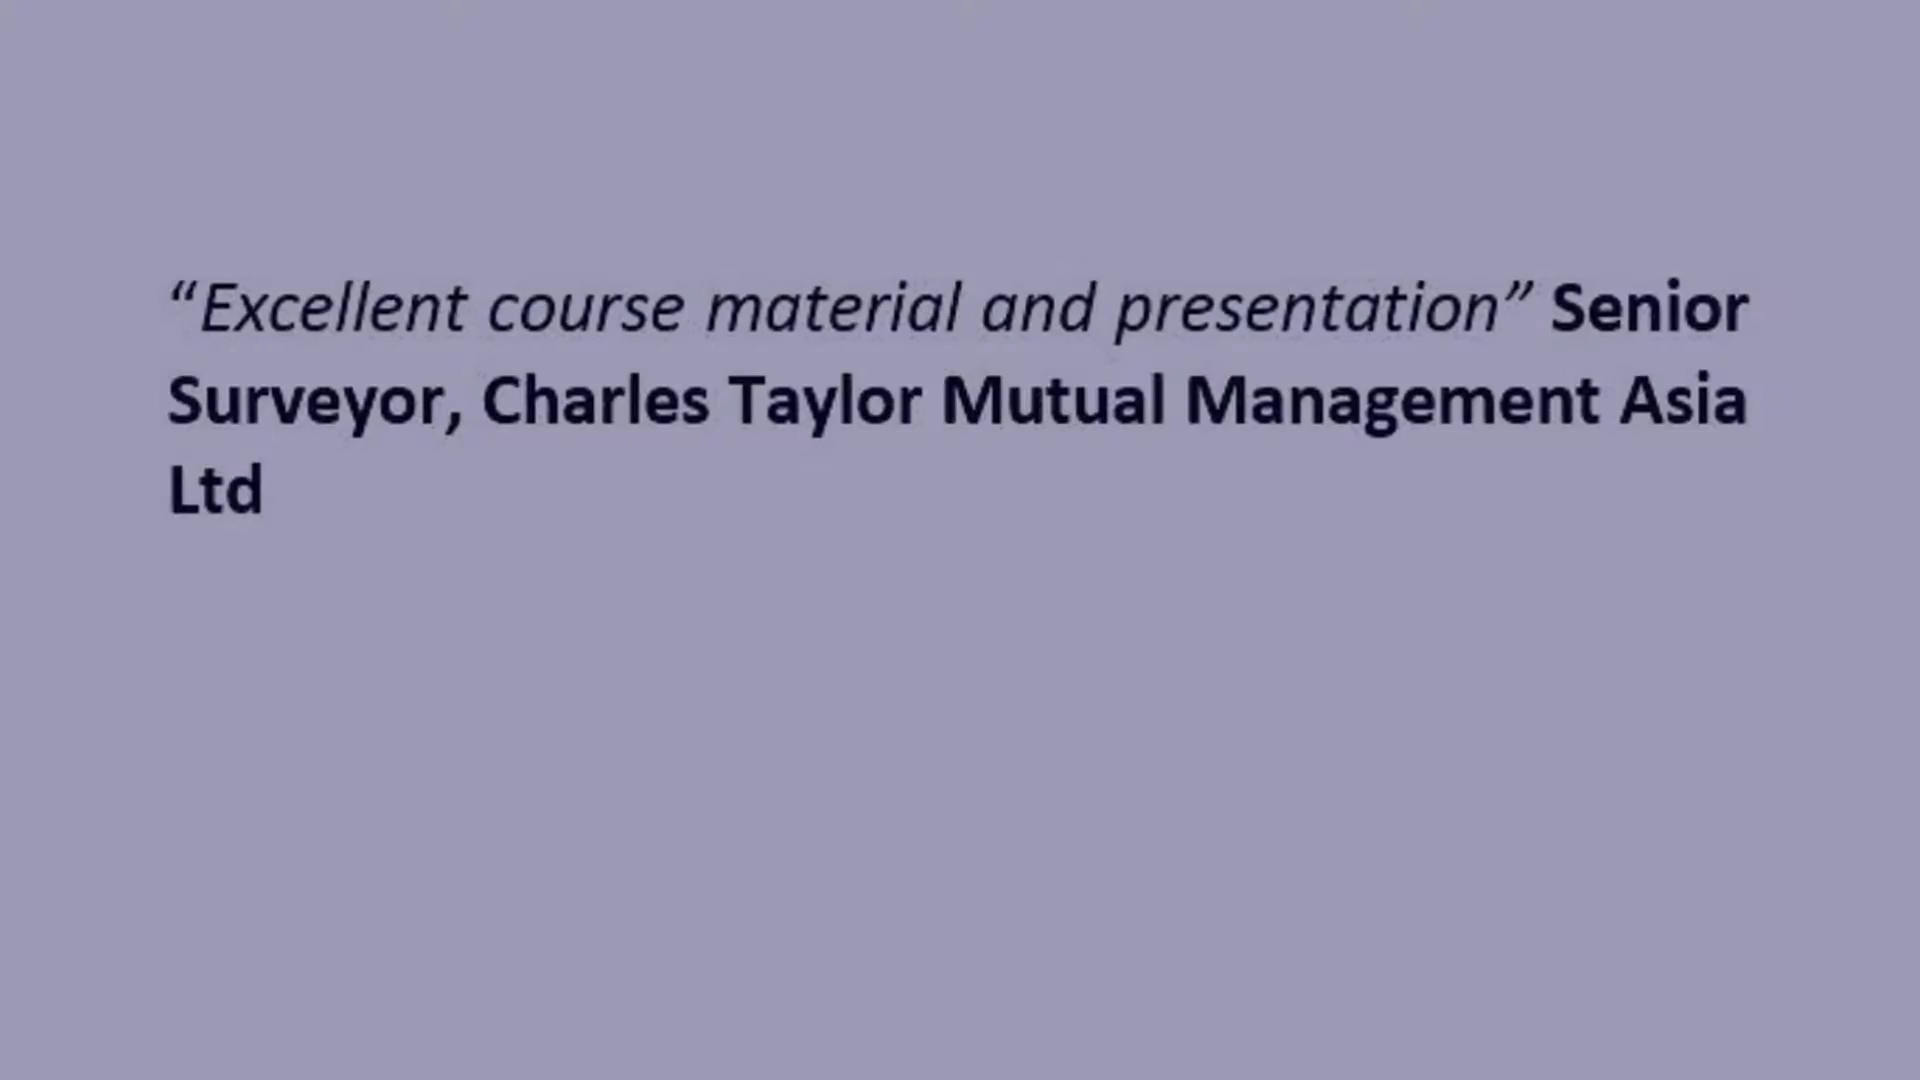 “Excellent course material and presentation” Senior
Surveyor, Charles Taylor Mutual Management Asia
Ltd